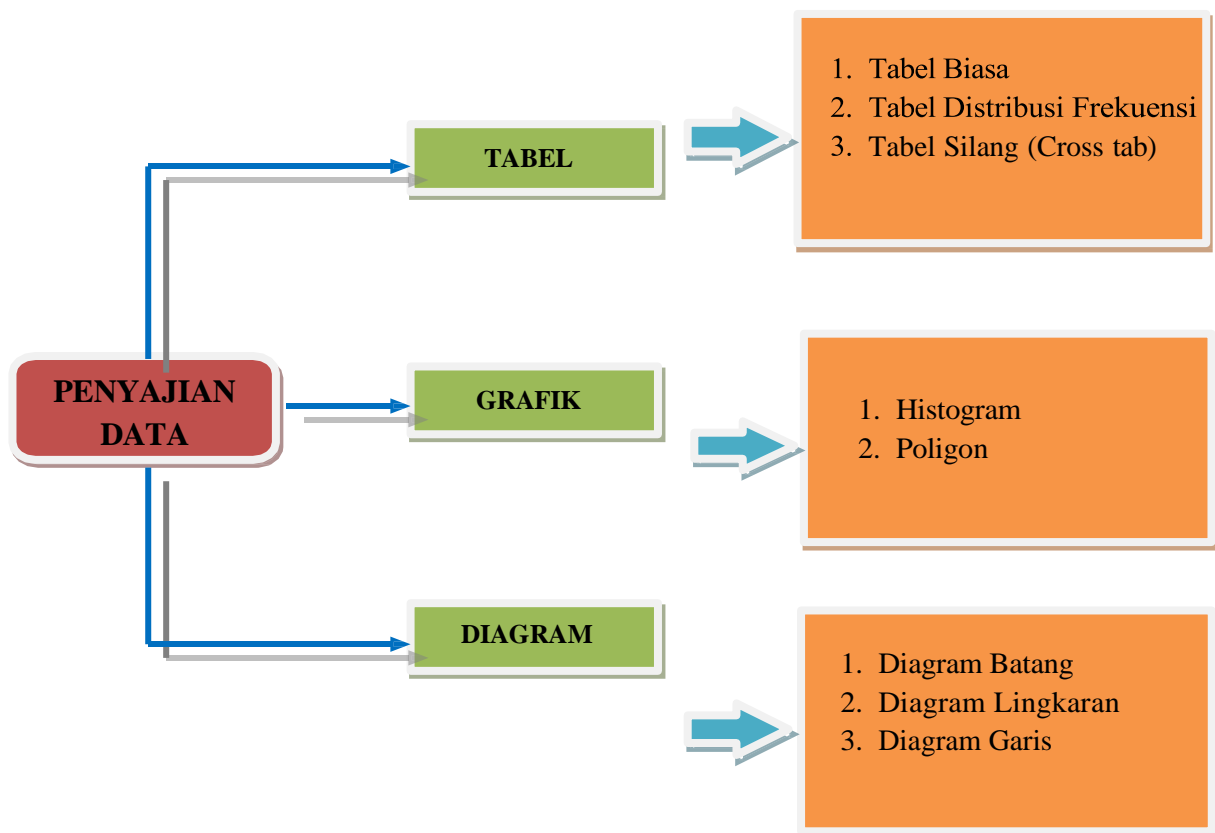 PENYAJIAN
DATA
TABEL
1. Tabel Biasa
2. Tabel Distribusi Frekuensi
3. Tabel Silang (Cross tab)
GRAFIK
1. Histogram
2. Poligon
DIAGRAM
1. Diagram Batang
2. Diagram Lingkaran
3. Diagram Garis